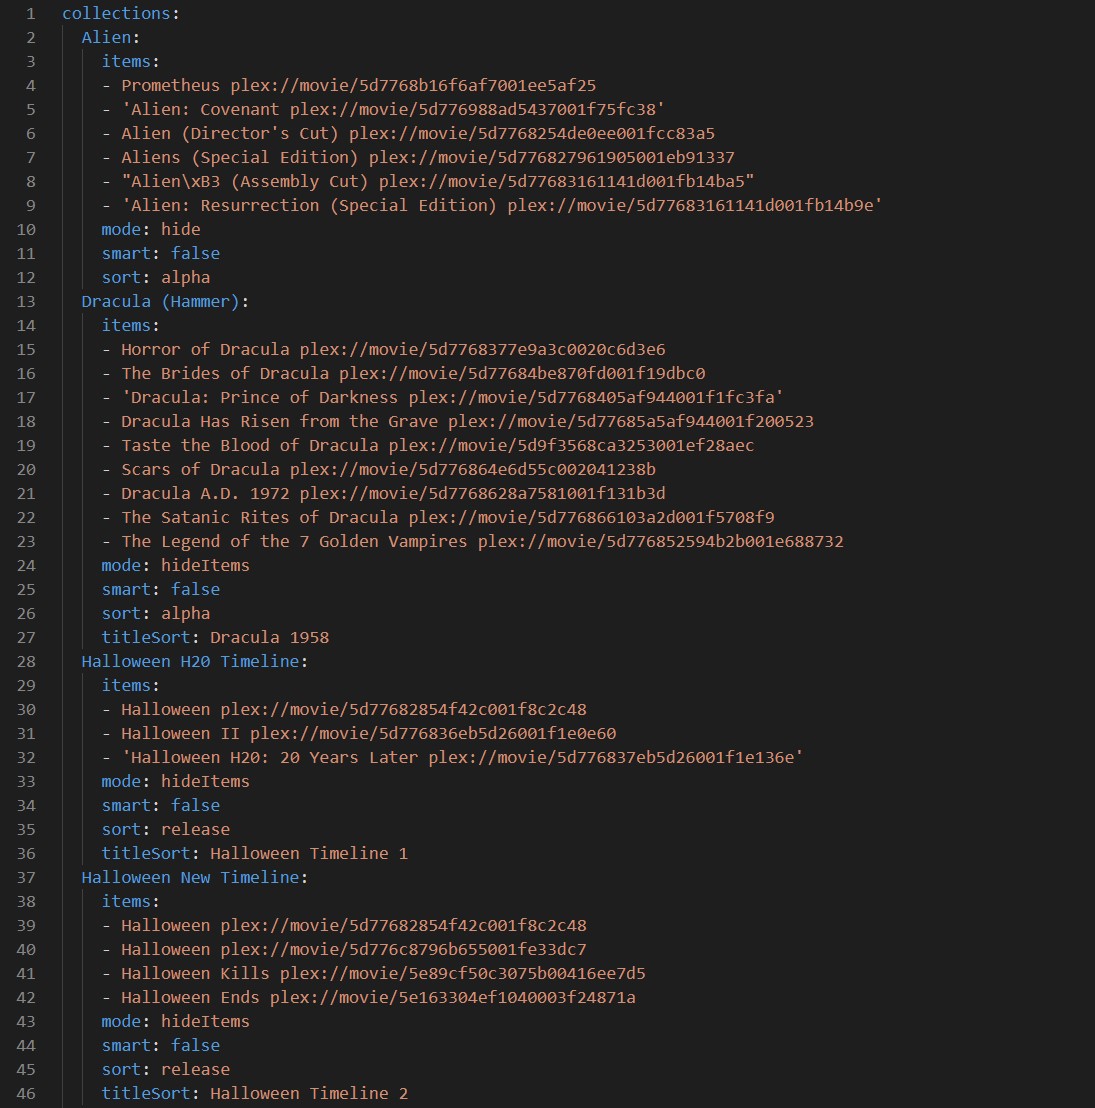 1 collections:
2   Alien:
3     items:
4     - Prometheus plex://movie/5d7768b16f6af7001ee5af25
5     - 'Alien: Covenant plex://movie/5d776988ad5437001f75fc38'
6     - Alien (Director's Cut) plex://movie/5d7768254de0ee001fcc83a5
7     - Aliens (Special Edition) plex://movie/5d776827961905001eb91337
8     - "Alien\xB3 (Assembly Cut) plex://movie/5d77683161141d001fb14ba5"
9     - 'Alien: Resurrection (Special Edition) plex://movie/5d77683161141d001fb14b9e'
10     mode: hide
11     smart: false
12     sort: alpha
13   Dracula (Hammer):
14     items:
15     - Horror of Dracula plex://movie/5d7768377e9a3c0020c6d3e6
16     - The Brides of Dracula plex://movie/5d77684be870fd001f19dbc0
17     - 'Dracula: Prince of Darkness plex://movie/5d7768405af944001f1fc3fa'
18     - Dracula Has Risen from the Grave plex://movie/5d77685a5af944001f200523
19     - Taste the Blood of Dracula plex://movie/5d9f3568ca3253001ef28aec
20     - Scars of Dracula plex://movie/5d776864e6d55c002041238b
21     - Dracula A.D. 1972 plex://movie/5d7768628a7581001f131b3d
22     - The Satanic Rites of Dracula plex://movie/5d776866103a2d001f5708f9
23     - The Legend of the 7 Golden Vampires plex://movie/5d776852594b2b001e688732
24     mode: hideItems
25     smart: false
26     sort: alpha
27     titleSort: Dracula 1958
28   Halloween H20 Timeline:
29     items:
30     - Halloween plex://movie/5d77682854f42c001f8c2c48
31     - Halloween II plex://movie/5d776836eb5d26001f1e0e60
32     - 'Halloween H20: 20 Years Later plex://movie/5d776837eb5d26001f1e136e'
33     mode: hideItems
34     smart: false
35     sort: release
36     titleSort: Halloween Timeline 1
37   Halloween New Timeline:
38     items:
39     - Halloween plex://movie/5d77682854f42c001f8c2c48
40     - Halloween plex://movie/5d776c8796b655001fe33dc7
41     - Halloween Kills plex://movie/5e89cf50c3075b00416ee7d5
42     - Halloween Ends plex://movie/5e163304ef1040003f24871a
43     mode: hideItems
44     smart: false
45     sort: release
46     titleSort: Halloween Timeline 2